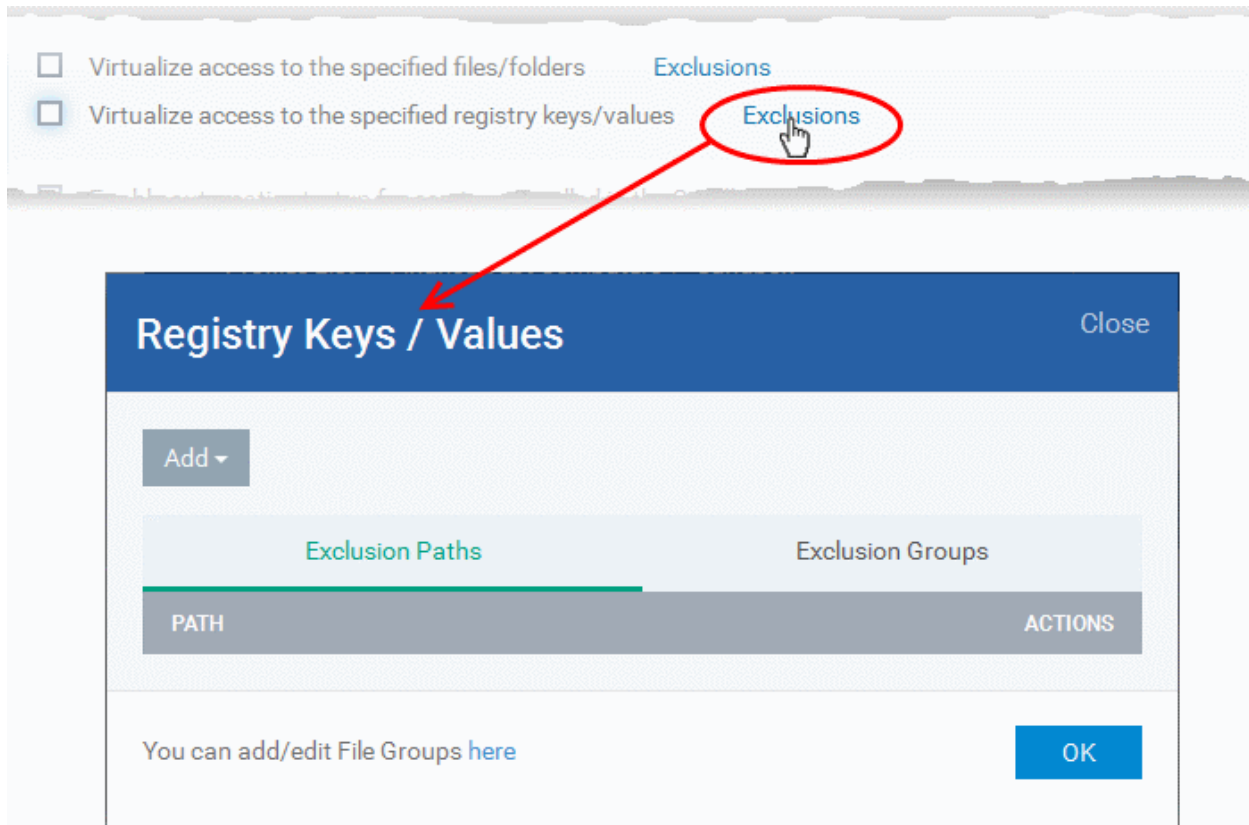 Virtualize access to the specified files/folders Exclusions
Virtualize access to the specified registry keys/values Exclusions
Registry Keys / Values Close
Add
Exclusion Paths Exclusion Groups
PATH ACTIONS
You can add/edit File Groups here OK